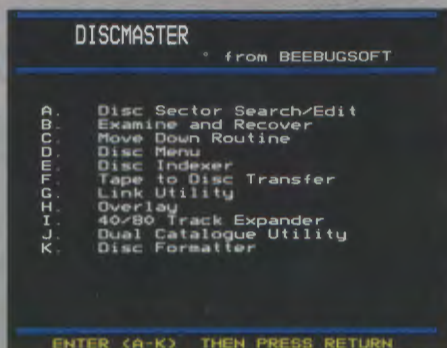 DISCMASTER
from BEEBUGSOFT
A. Disc Sector Search/Edit
B. Examine and Recover
C. Move Down Routine
D. Disc Menu
E. Disc Indexer
F. Tape to Disc Transfer
G. Link Utility
H. Overlay
I. 40/80 Track Expander
J. Dual Catalogue Utility
K. Disc Formatter
ENTER (A-K) THEN PRESS RETURN